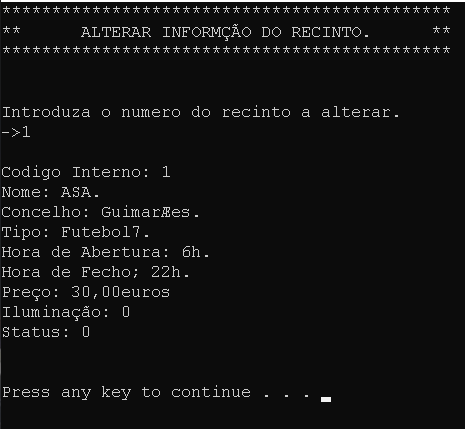 *********************************************
**      ALTERAR INFORMÇÃO DO RECINTO.      **
*********************************************
Introduza o numero do recinto a alterar.
->1
Codigo Interno: 1
Nome: ASA.
Concelho: GuimarÆes.
Tipo: Futebol7.
Hora de Abertura: 6h.
Hora de Fecho; 22h.
Preço: 30,00euros
Iluminação: 0
Status: 0
Press any key to continue . . .